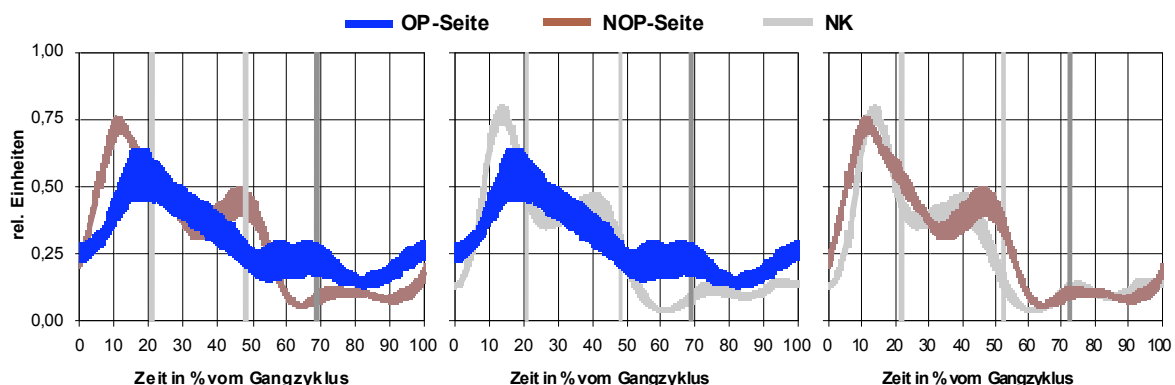 OP-Seite NOP-Seite NK
rel. Einheiten
1,00
0,75
0,50
0,25
0,00
0 10 20 30 40 50 60 70 80 90 100
0 10 20 30 40 50 60 70 80 90 100
0 10 20 30 40 50 60 70 80 90 100
Zeit in % vom Gangzyklus
Zeit in % vom Gangzyklus
Zeit in % vom Gangzyklus